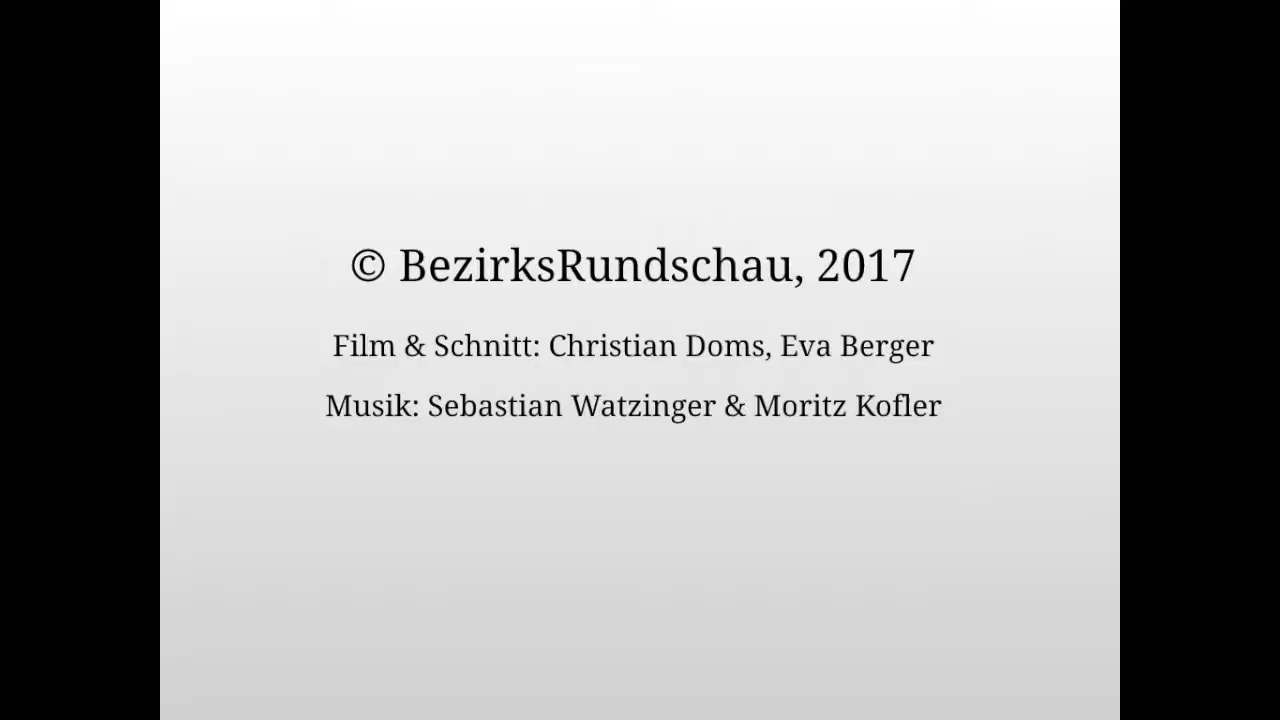 © BezirksRundschau, 2017
Film & Schnitt: Christian Doms, Eva Berger
Musik: Sebastian Watzinger & Moritz Kofler